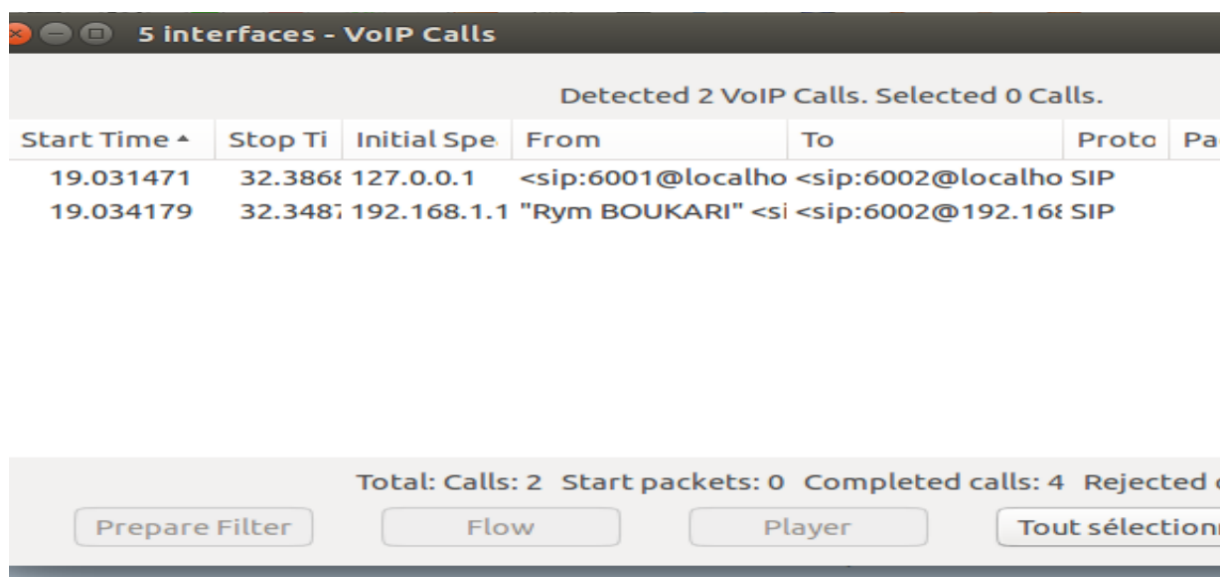 5 interfaces - VoIP Calls
Detected 2 VoIP Calls. Selected 0 Calls.
Start Time Stop Ti Initial Spe From To Proto Pa
19.031471 32.3868 127.0.0.1 <sip:6001@localho <sip:6002@localho SIP
19.034179 32.3487 192.168.1.1 "Rym BOUKARI" <si <sip:6002@192.168 SIP
Total: Calls: 2 Start packets: 0 Completed calls: 4 Rejected
Prepare Filter Flow Player Tout sélectionn